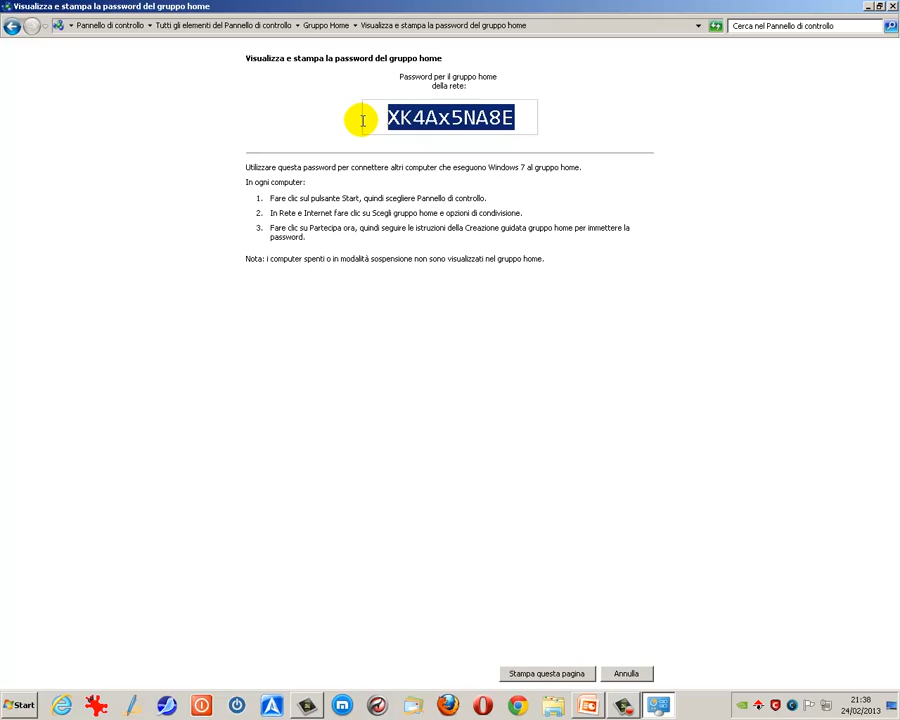 Visualizza e stampa la password del gruppo home
Pannello di controllo Tutti gli elementi del Pannello di controllo Gruppo Home Visualizza e stampa la password del gruppo home Cerca nel Pannello di controllo
Visualizza e stampa la password del gruppo home
Password per il gruppo home
della rete:
XK4Ax5NA8E
Utilizzare questa password per connettere altri computer che eseguono Windows 7 al gruppo home.
In ogni computer:
1. Fare clic sul pulsante Start, quindi scegliere Pannello di controllo.
2. In Rete e Internet fare clic su Scegli gruppo home e opzioni di condivisione.
3. Fare clic su Partecipa ora, quindi seguire le istruzioni della Creazione guidata gruppo home per immettere la
password.
Nota: i computer spenti o in modalità sospensione non sono visualizzati nel gruppo home.
Stampa questa pagina Annulla
Start 21:38
24/02/2013